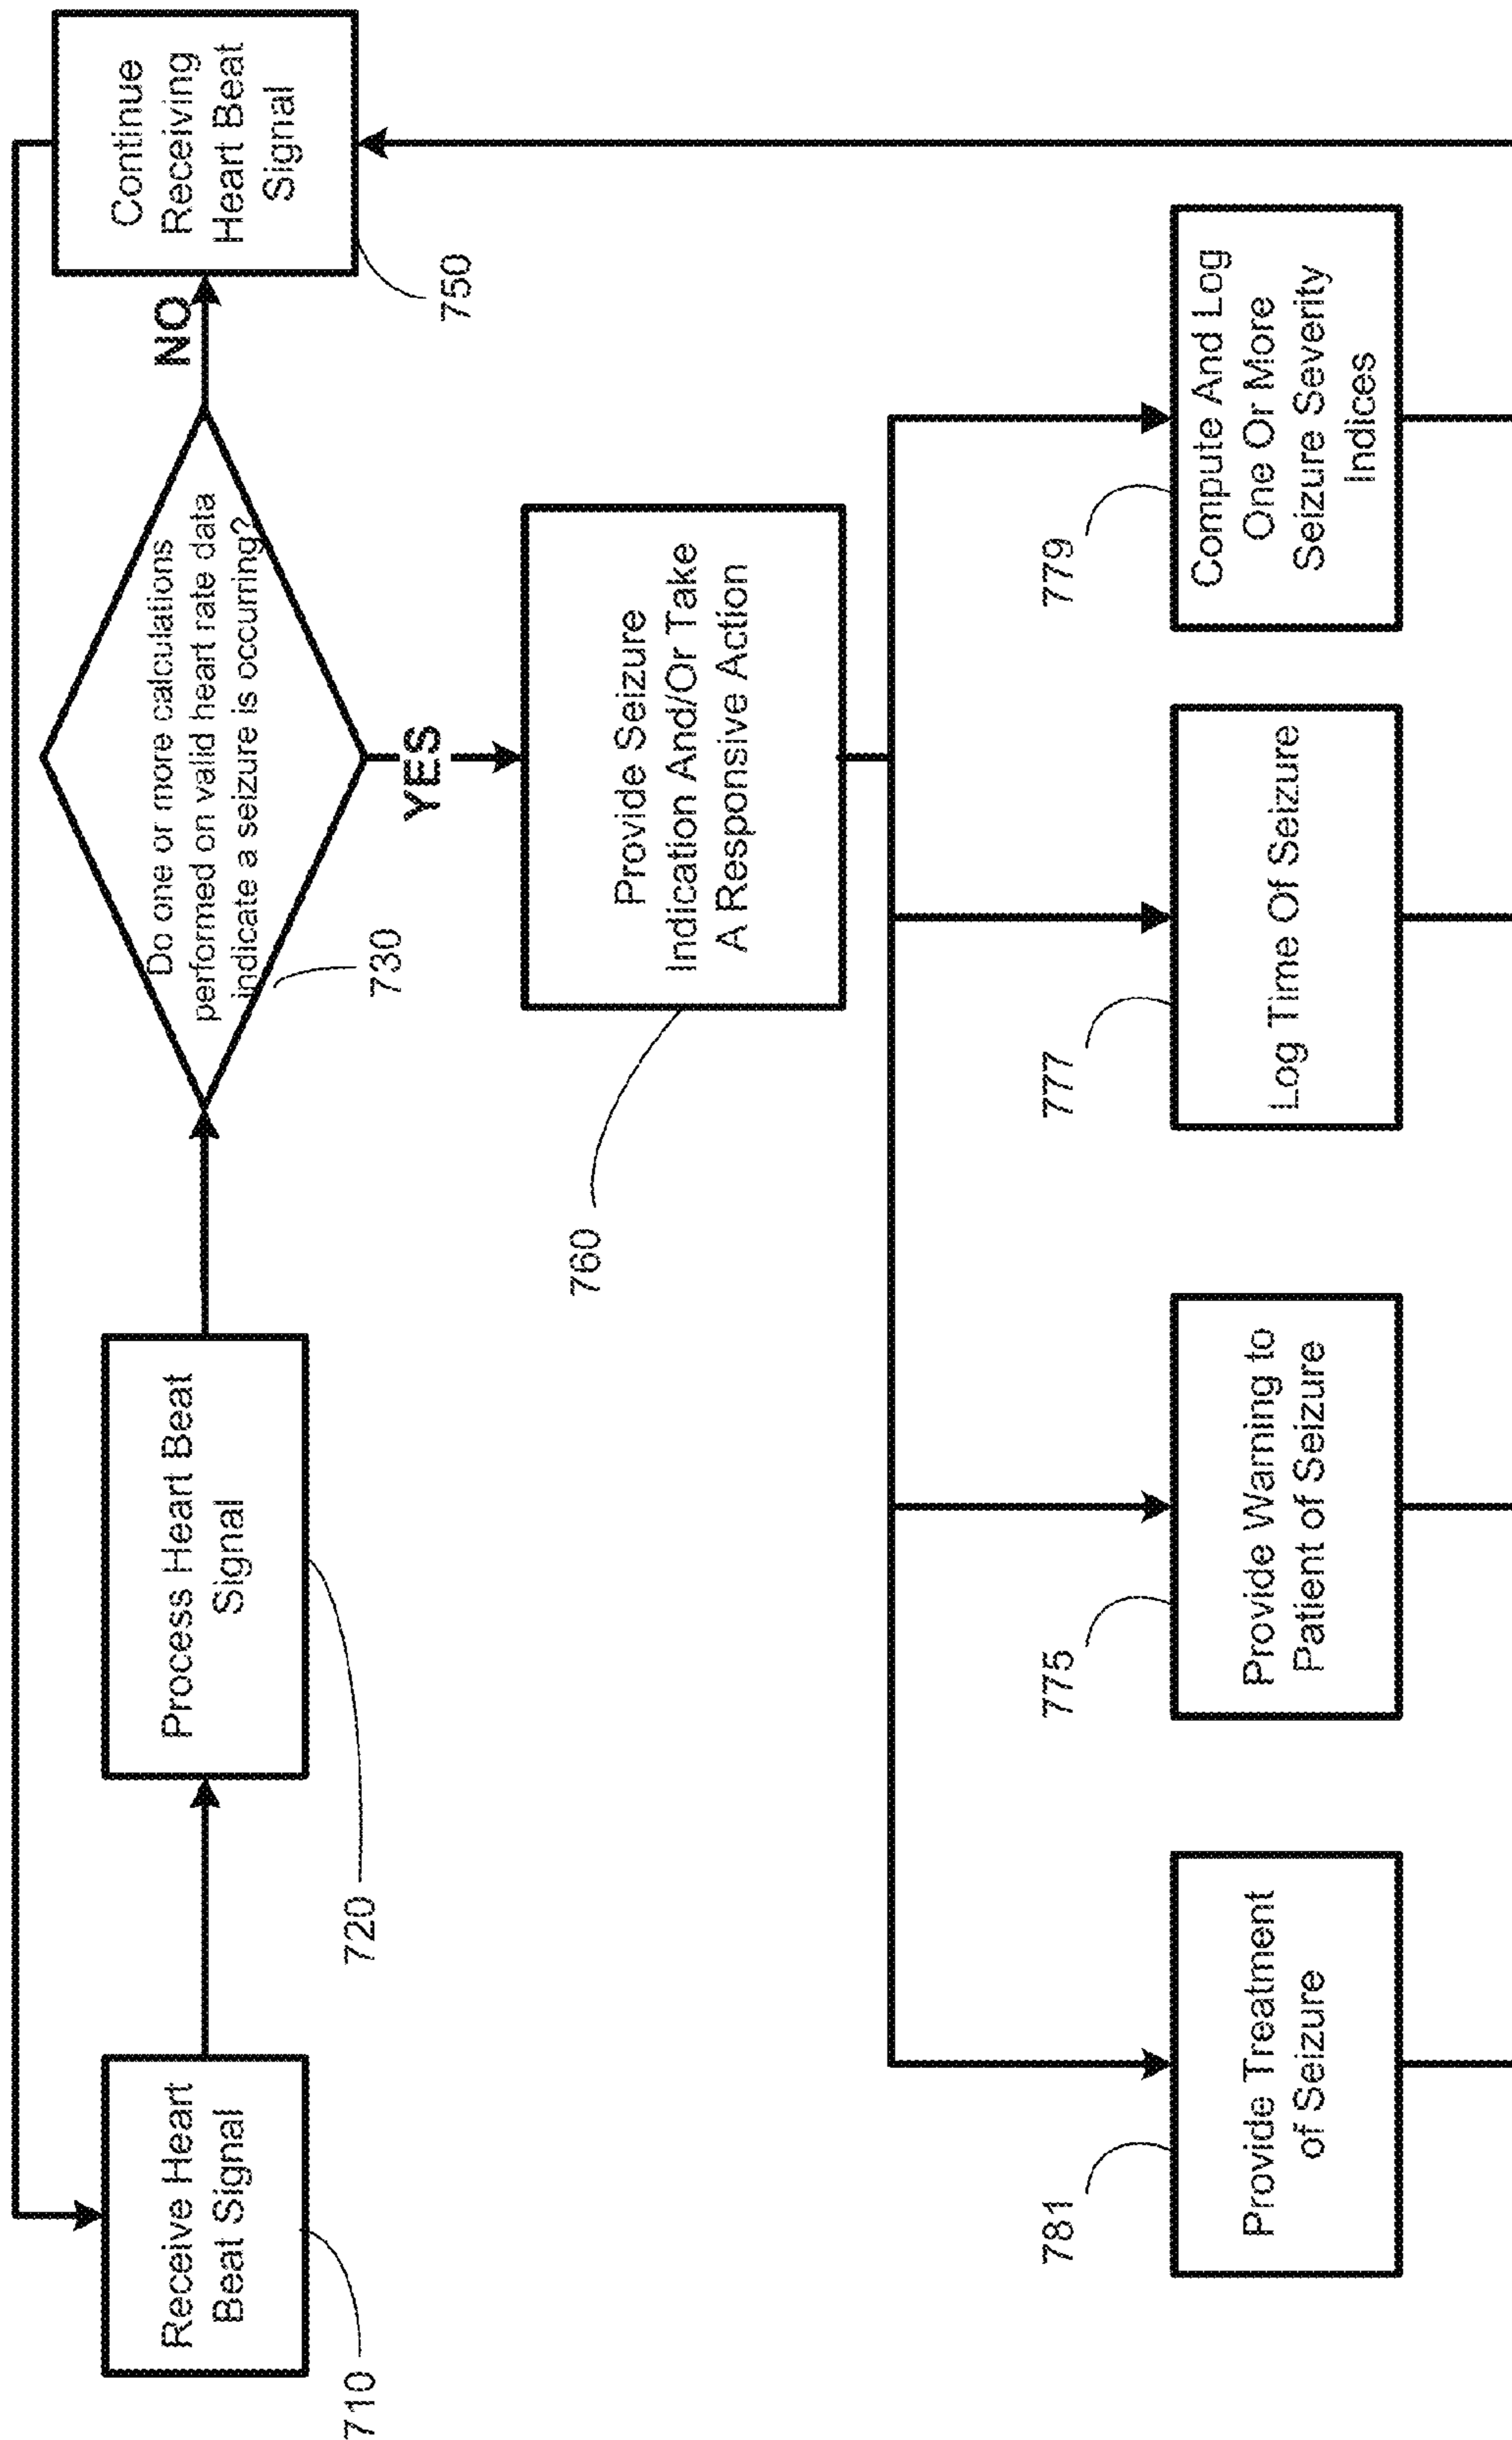 Receive Heart
Beat Signal
710
Process Heart Beat
Signal
720
Do one or more calculations
performed on valid heart rate data
indicate a seizure is occurring?
730
NO
Continue
Receiving
Heart Beat
Signal
750
YES
Provide Seizure
Indication And/Or Take
A Responsive Action
760
781
Provide Treatment
of Seizure
775
Provide Warning to
Patient of Seizure
777
Log Time Of Seizure
779
Compute And Log
One Or More
Seizure Severity
Indices